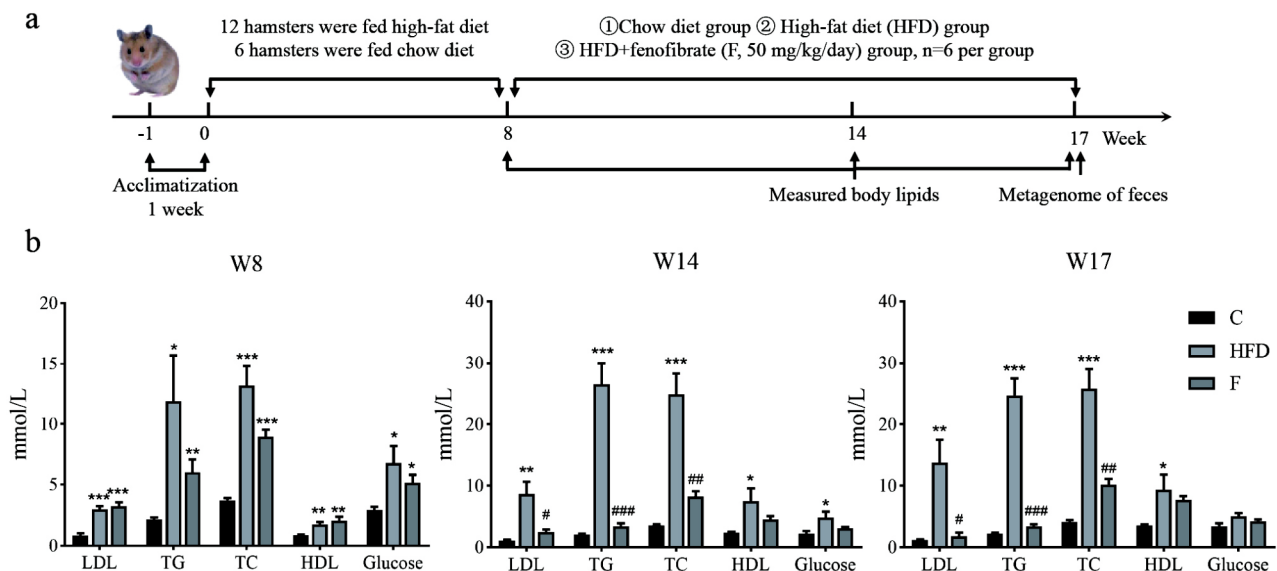 a
12 hamsters were fed high-fat diet
6 hamsters were fed chow diet
①Chow diet group ② High-fat diet (HFD) group
③ HFD+fenofibrate (F, 50 mg/kg/day) group, n=6 per group
-1 0 8 14 17 Week
Acclimatization
1 week
Measured body lipids
Metagenome of feces
b
W8
mmol/L
20
15
10
5
0
*** *** * ** *** *** ** ** * *
LDL TG TC HDL Glucose
W14
mmol/L
40
30
20
10
0
** # *** ### *** ## * *
LDL TG TC HDL Glucose
W17
mmol/L
40
30
20
10
0
** # *** ### *** ## *
LDL TG TC HDL Glucose
C
HFD
F